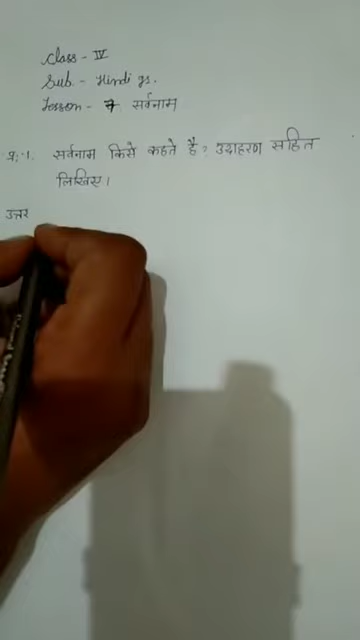 Class - IV
Sub. - Hindi gr.
Lesson - 7 सर्वनाम
प्र.-1. सर्वनाम किसे कहते है? उदाहरण सहित
लिखिए।
उत्तर